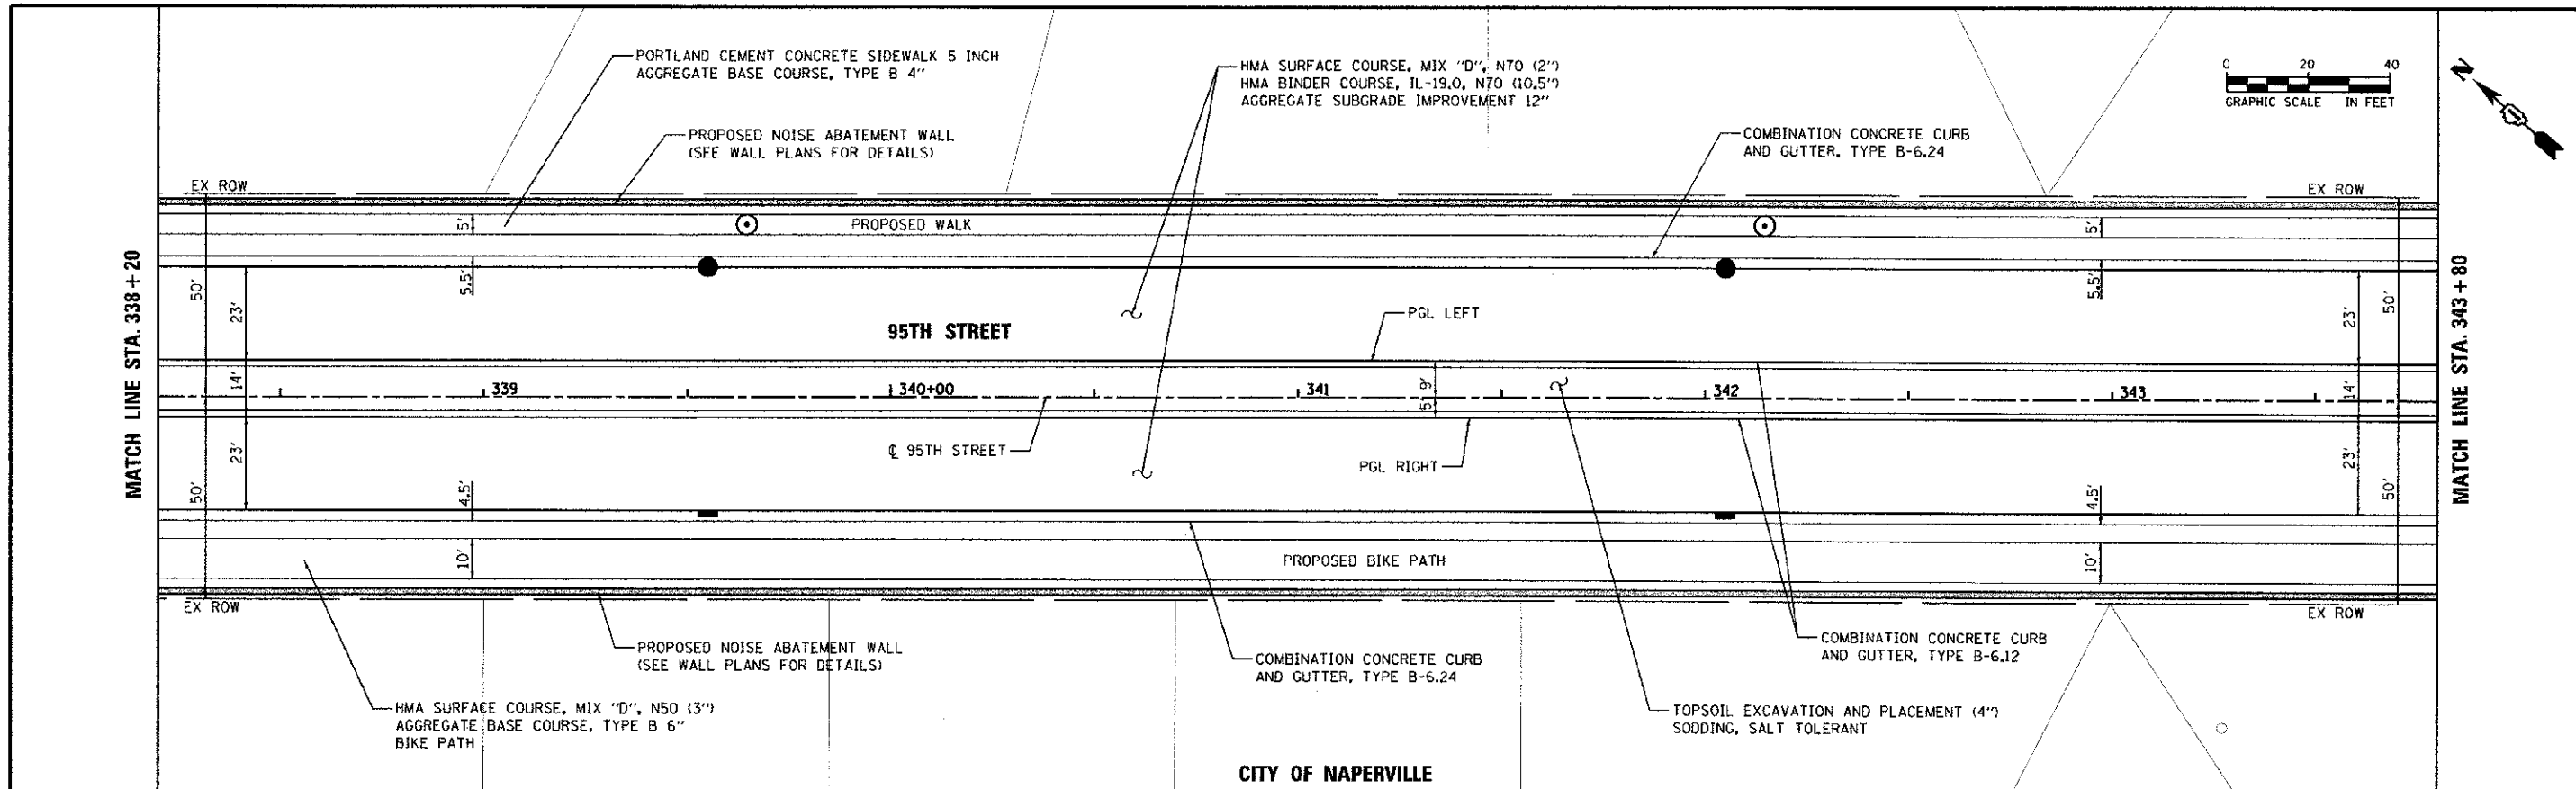 PORTLAND CEMENT CONCRETE SIDEWALK 5 INCH
AGGREGATE BASE COURSE, TYPE B 4"
HMA SURFACE COURSE, MIX "D", N70 (2")
HMA BINDER COURSE, IL-19.0, N70 (10.5")
AGGREGATE SUBGRADE IMPROVEMENT 12"
0 20 40
GRAPHIC SCALE IN FEET
N
PROPOSED NOISE ABATEMENT WALL
(SEE WALL PLANS FOR DETAILS)
COMBINATION CONCRETE CURB
AND GUTTER, TYPE B-6.24
EX ROW
EX ROW
5'
PROPOSED WALK
5'
MATCH LINE STA. 338+20
50'
23'
5.5'
5.5'
23'
50'
MATCH LINE STA. 343+80
95TH STREET
PGL LEFT
14'
339
340+00
341
9'
5'
342
343
14'
23'
℄ 95TH STREET
PGL RIGHT
23'
50'
4.5'
4.5'
50'
10'
PROPOSED BIKE PATH
10'
EX ROW
EX ROW
PROPOSED NOISE ABATEMENT WALL
(SEE WALL PLANS FOR DETAILS)
COMBINATION CONCRETE CURB
AND GUTTER, TYPE B-6.24
COMBINATION CONCRETE CURB
AND GUTTER, TYPE B-6.12
HMA SURFACE COURSE, MIX "D", N50 (3")
AGGREGATE BASE COURSE, TYPE B 6"
BIKE PATH
TOPSOIL EXCAVATION AND PLACEMENT (4")
SODDING, SALT TOLERANT
CITY OF NAPERVILLE